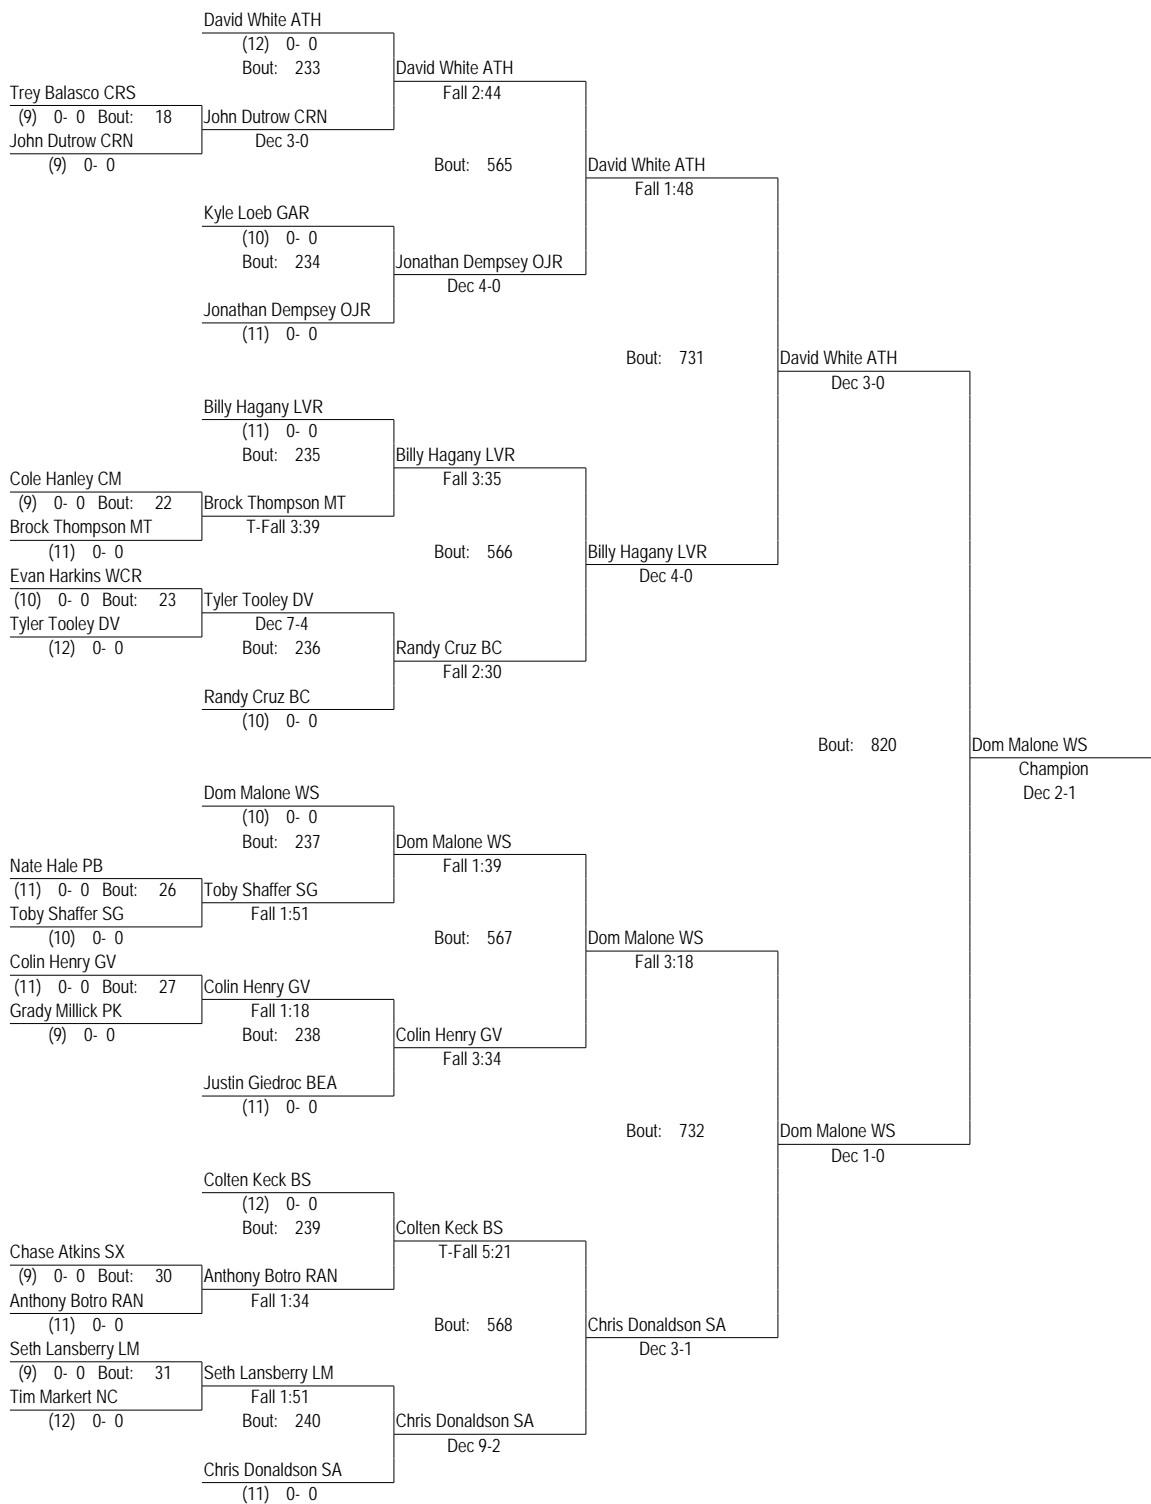 David White ATH
(12) 0- 0
Bout: 233
David White ATH
Fall 2:44
Trey Balasco CRS
(9) 0- 0 Bout: 18
John Dutrow CRN
John Dutrow CRN
Dec 3-0
(9) 0- 0
Bout: 565
David White ATH
Fall 1:48
Kyle Loeb GAR
(10) 0- 0
Bout: 234
Jonathan Dempsey OJR
Dec 4-0
Jonathan Dempsey OJR
(11) 0- 0
Bout: 731
David White ATH
Dec 3-0
Billy Hagany LVR
(11) 0- 0
Bout: 235
Billy Hagany LVR
Fall 3:35
Cole Hanley CM
(9) 0- 0 Bout: 22
Brock Thompson MT
Brock Thompson MT
T-Fall 3:39
(11) 0- 0
Bout: 566
Billy Hagany LVR
Dec 4-0
Evan Harkins WCR
(10) 0- 0 Bout: 23
Tyler Tooley DV
Tyler Tooley DV
Dec 7-4
(12) 0- 0
Bout: 236
Randy Cruz BC
Fall 2:30
Randy Cruz BC
(10) 0- 0
Bout: 820
Dom Malone WS
Champion
Dec 2-1
Dom Malone WS
(10) 0- 0
Bout: 237
Dom Malone WS
Fall 1:39
Nate Hale PB
(11) 0- 0 Bout: 26
Toby Shaffer SG
Toby Shaffer SG
Fall 1:51
(10) 0- 0
Bout: 567
Dom Malone WS
Fall 3:18
Colin Henry GV
(11) 0- 0 Bout: 27
Colin Henry GV
Grady Millick PK
Fall 1:18
(9) 0- 0
Bout: 238
Colin Henry GV
Fall 3:34
Justin Giedroc BEA
(11) 0- 0
Bout: 732
Dom Malone WS
Dec 1-0
Colten Keck BS
(12) 0- 0
Bout: 239
Colten Keck BS
T-Fall 5:21
Chase Atkins SX
(9) 0- 0 Bout: 30
Anthony Botro RAN
Anthony Botro RAN
Fall 1:34
(11) 0- 0
Bout: 568
Chris Donaldson SA
Dec 3-1
Seth Lansberry LM
(9) 0- 0 Bout: 31
Seth Lansberry LM
Tim Markert NC
Fall 1:51
(12) 0- 0
Bout: 240
Chris Donaldson SA
Dec 9-2
Chris Donaldson SA
(11) 0- 0